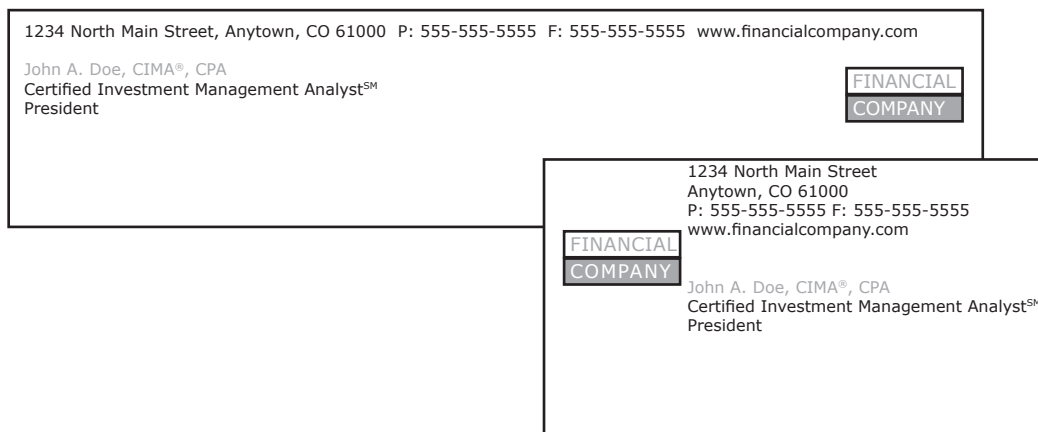 1234 North Main Street, Anytown, CO 61000 P: 555-555-5555 F: 555-555-5555 www.financialcompany.com
John A. Doe, CIMA®, CPA
Certified Investment Management Analyst℠
President
FINANCIAL
COMPANY
1234 North Main Street
Anytown, CO 61000
P: 555-555-5555 F: 555-555-5555
www.financialcompany.com
FINANCIAL
COMPANY
John A. Doe, CIMA®, CPA
Certified Investment Management Analyst℠
President